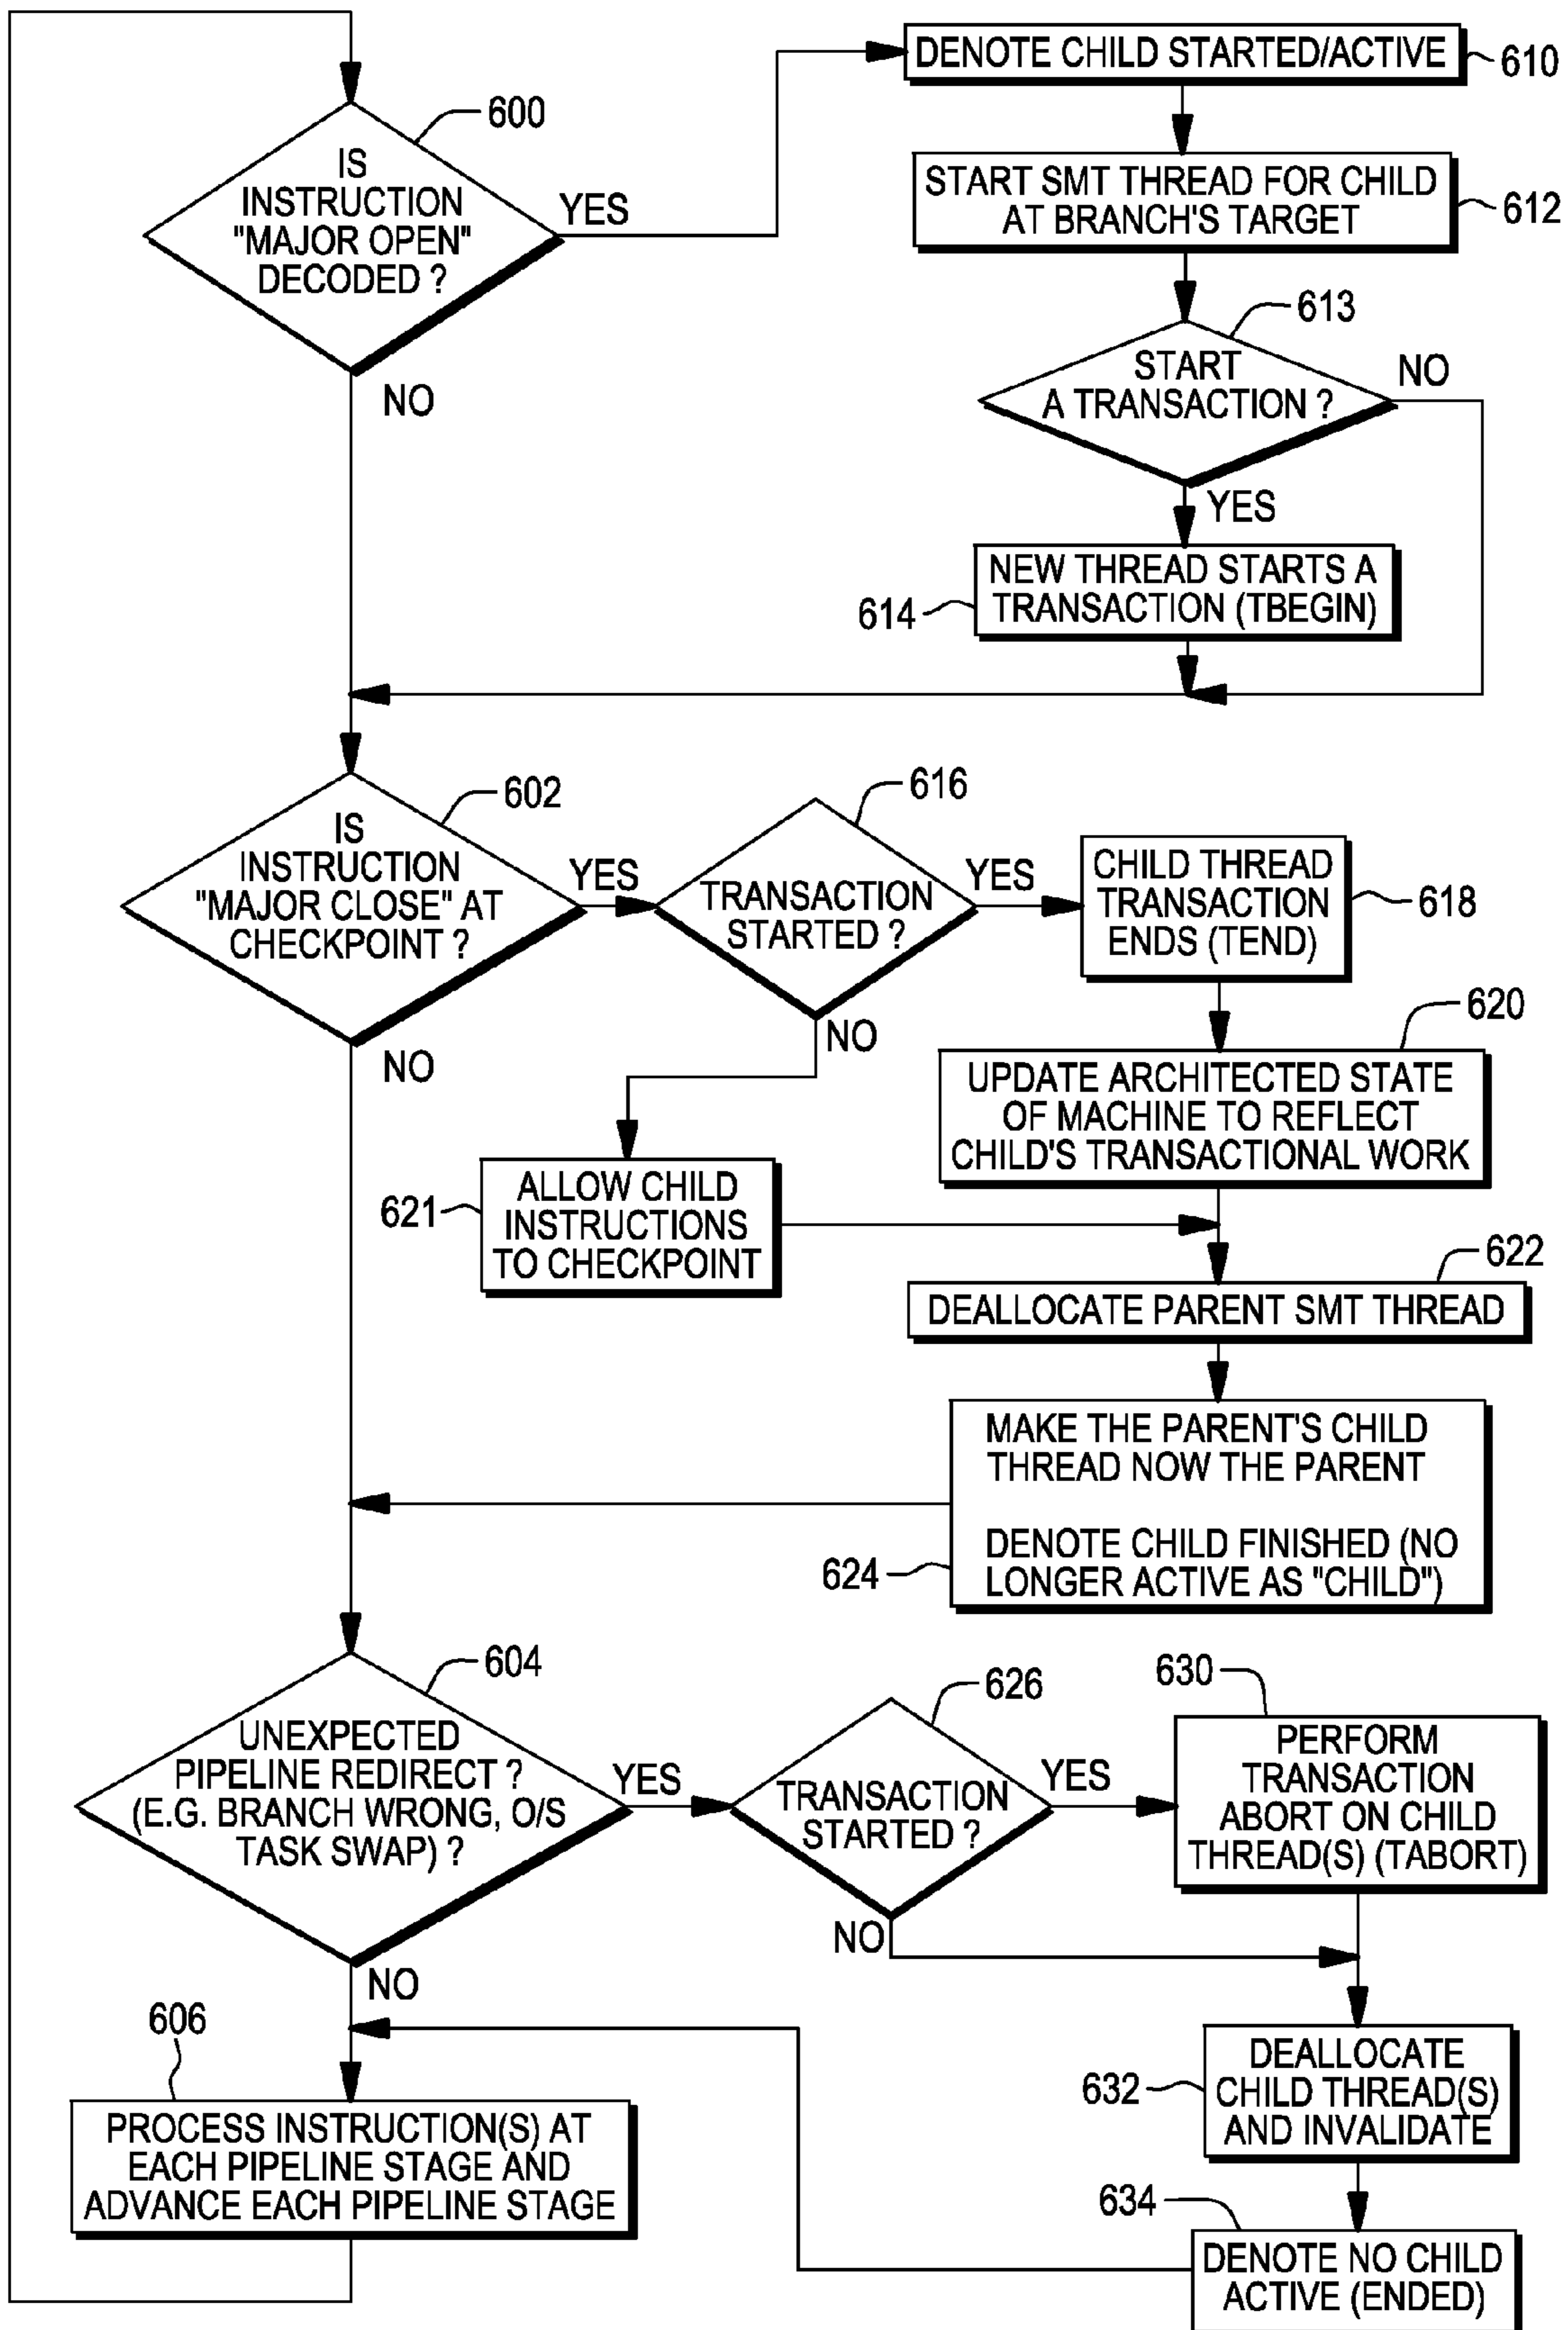 DENOTE CHILD STARTED/ACTIVE
610
600
IS
INSTRUCTION
"MAJOR OPEN"
DECODED ?
YES
NO
START SMT THREAD FOR CHILD
AT BRANCH'S TARGET
612
613
START
A TRANSACTION ?
NO
YES
NEW THREAD STARTS A
TRANSACTION (TBEGIN)
614
602
IS
INSTRUCTION
"MAJOR CLOSE" AT
CHECKPOINT ?
YES
NO
616
TRANSACTION
STARTED ?
YES
NO
CHILD THREAD
TRANSACTION
ENDS (TEND)
618
620
UPDATE ARCHITECTED STATE
OF MACHINE TO REFLECT
CHILD'S TRANSACTIONAL WORK
621
ALLOW CHILD
INSTRUCTIONS
TO CHECKPOINT
622
DEALLOCATE PARENT SMT THREAD
MAKE THE PARENT'S CHILD
THREAD NOW THE PARENT
DENOTE CHILD FINISHED (NO
LONGER ACTIVE AS "CHILD")
624
604
UNEXPECTED
PIPELINE REDIRECT ?
(E.G. BRANCH WRONG, O/S
TASK SWAP) ?
YES
NO
626
TRANSACTION
STARTED ?
YES
NO
630
PERFORM
TRANSACTION
ABORT ON CHILD
THREAD(S) (TABORT)
606
PROCESS INSTRUCTION(S) AT
EACH PIPELINE STAGE AND
ADVANCE EACH PIPELINE STAGE
632
DEALLOCATE
CHILD THREAD(S)
AND INVALIDATE
634
DENOTE NO CHILD
ACTIVE (ENDED)